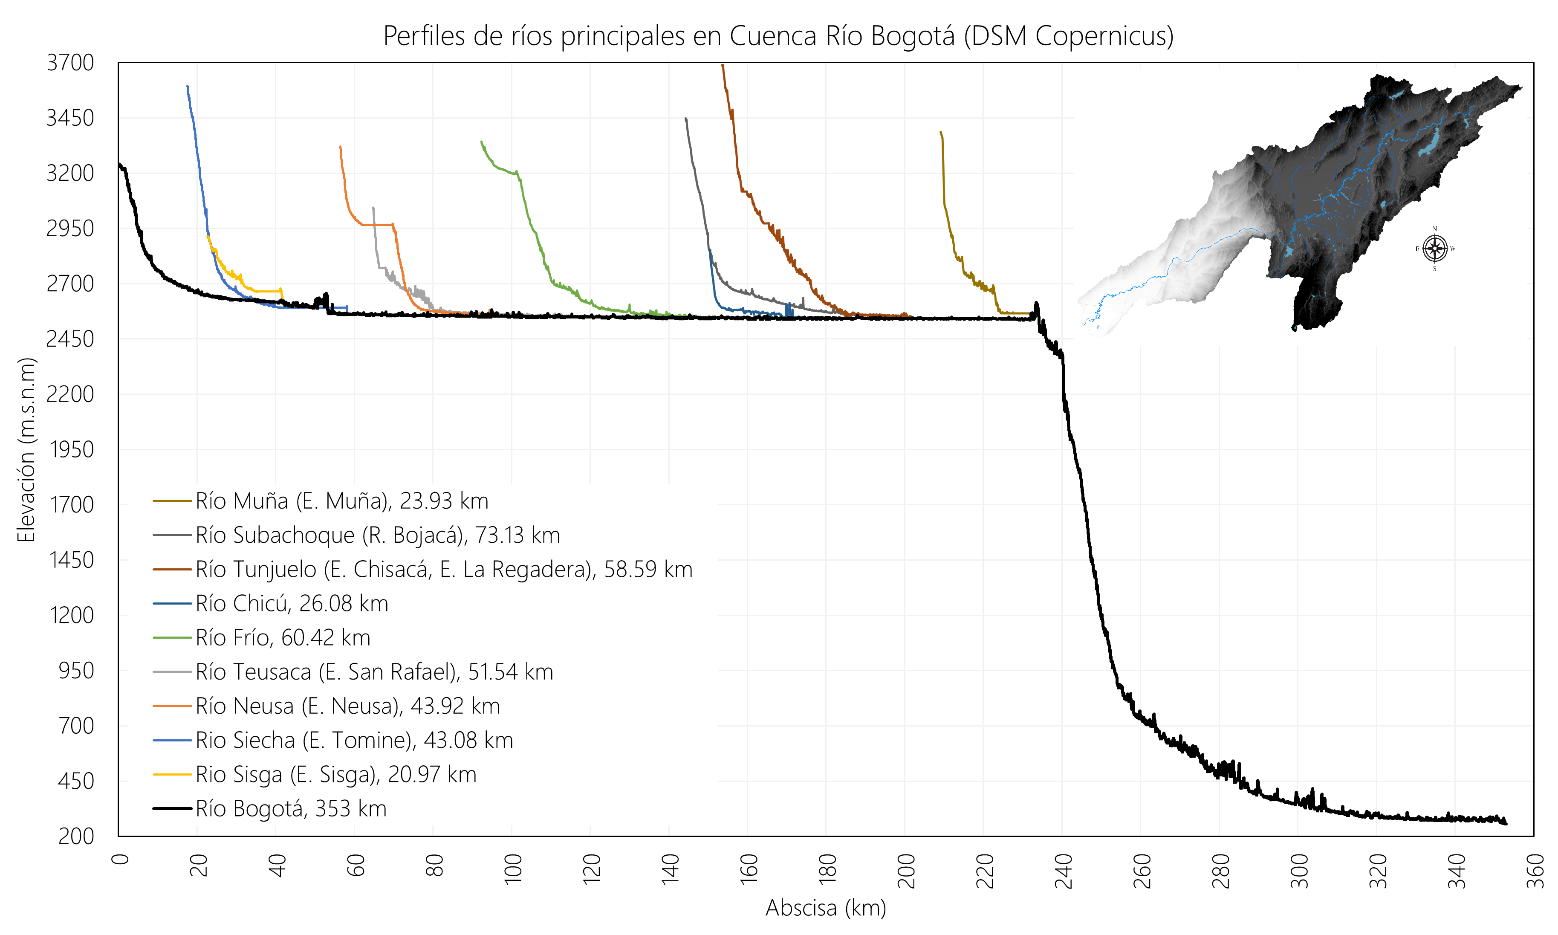 Perfiles de ríos principales en Cuenca Río Bogotá (DSM Copernicus)
3700
3450
3200
2950
2700
2450
2200
1950
1700
1450
1200
950
700
450
200
Elevación (m.s.n.m)
N
S
Río Muña (E. Muña), 23.93 km
Río Subachoque (R. Bojacá), 73.13 km
Río Tunjuelo (E. Chisacá, E. La Regadera), 58.59 km
Río Chicú, 26.08 km
Río Frío, 60.42 km
Río Teusaca (E. San Rafael), 51.54 km
Río Neusa (E. Neusa), 43.92 km
Rio Siecha (E. Tomine), 43.08 km
Rio Sisga (E. Sisga), 20.97 km
Río Bogotá, 353 km
0 20 40 60 80 100 120 140 160 180 200 220 240 260 280 300 320 340 360
Abscisa (km)